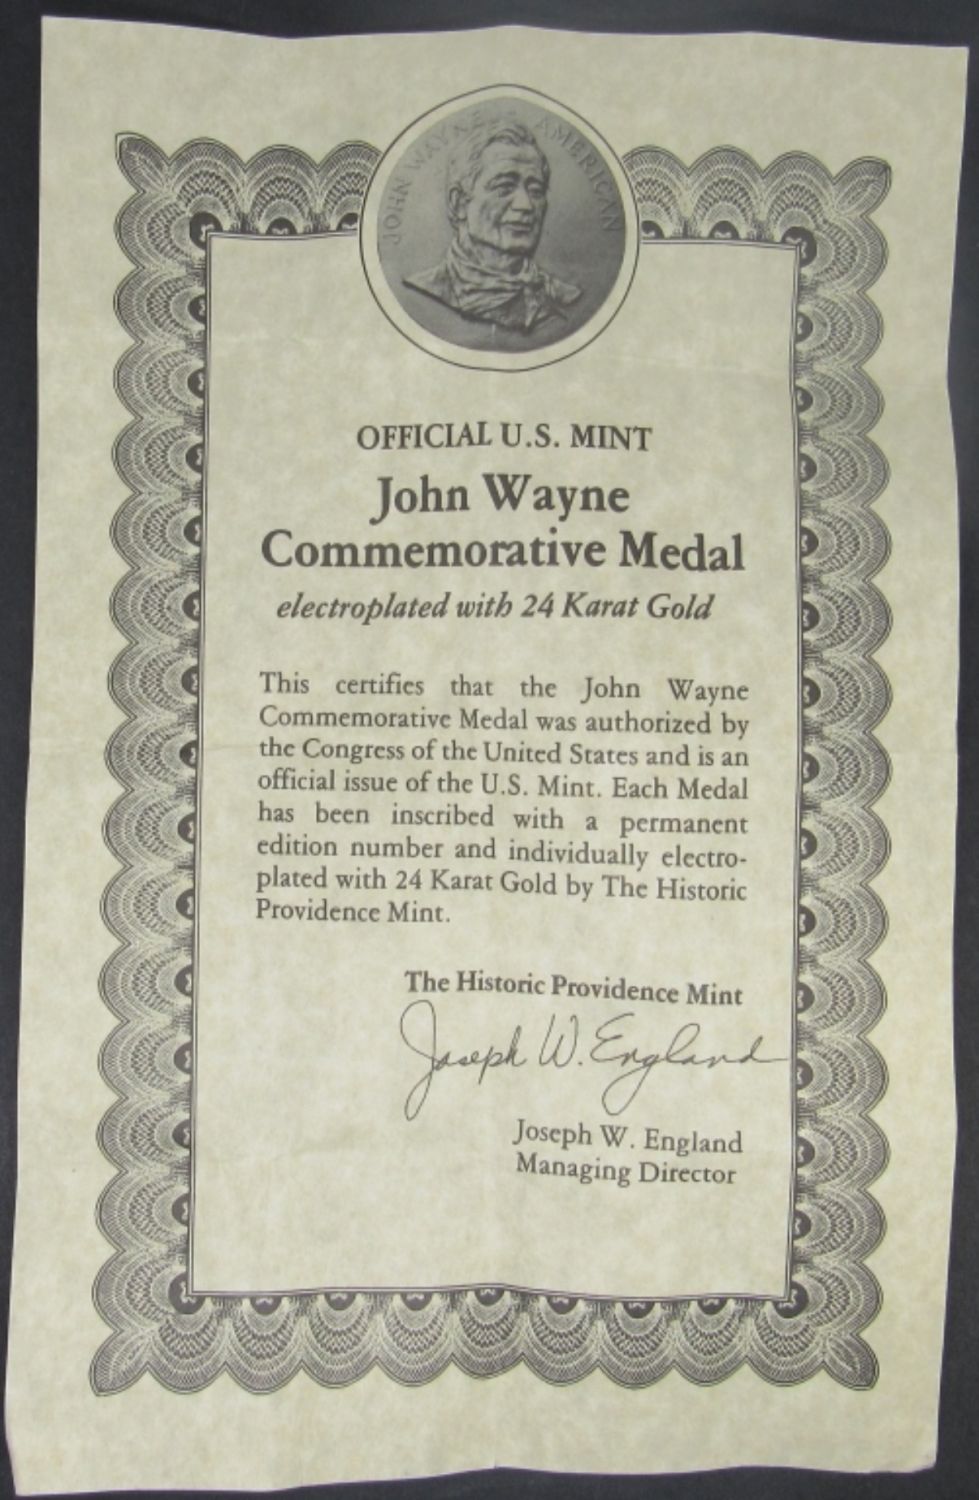 JOHN WAYNE AMERICAN
OFFICIAL U.S. MINT
John Wayne
Commemorative Medal
electroplated with 24 Karat Gold
This certifies that the John Wayne
Commemorative Medal was authorized by
the Congress of the United States and is an
official issue of the U.S. Mint. Each Medal
has been inscribed with a permanent
edition number and individually electro-
plated with 24 Karat Gold by The Historic
Providence Mint.
The Historic Providence Mint
Joseph W. England
Joseph W. England
Managing Director